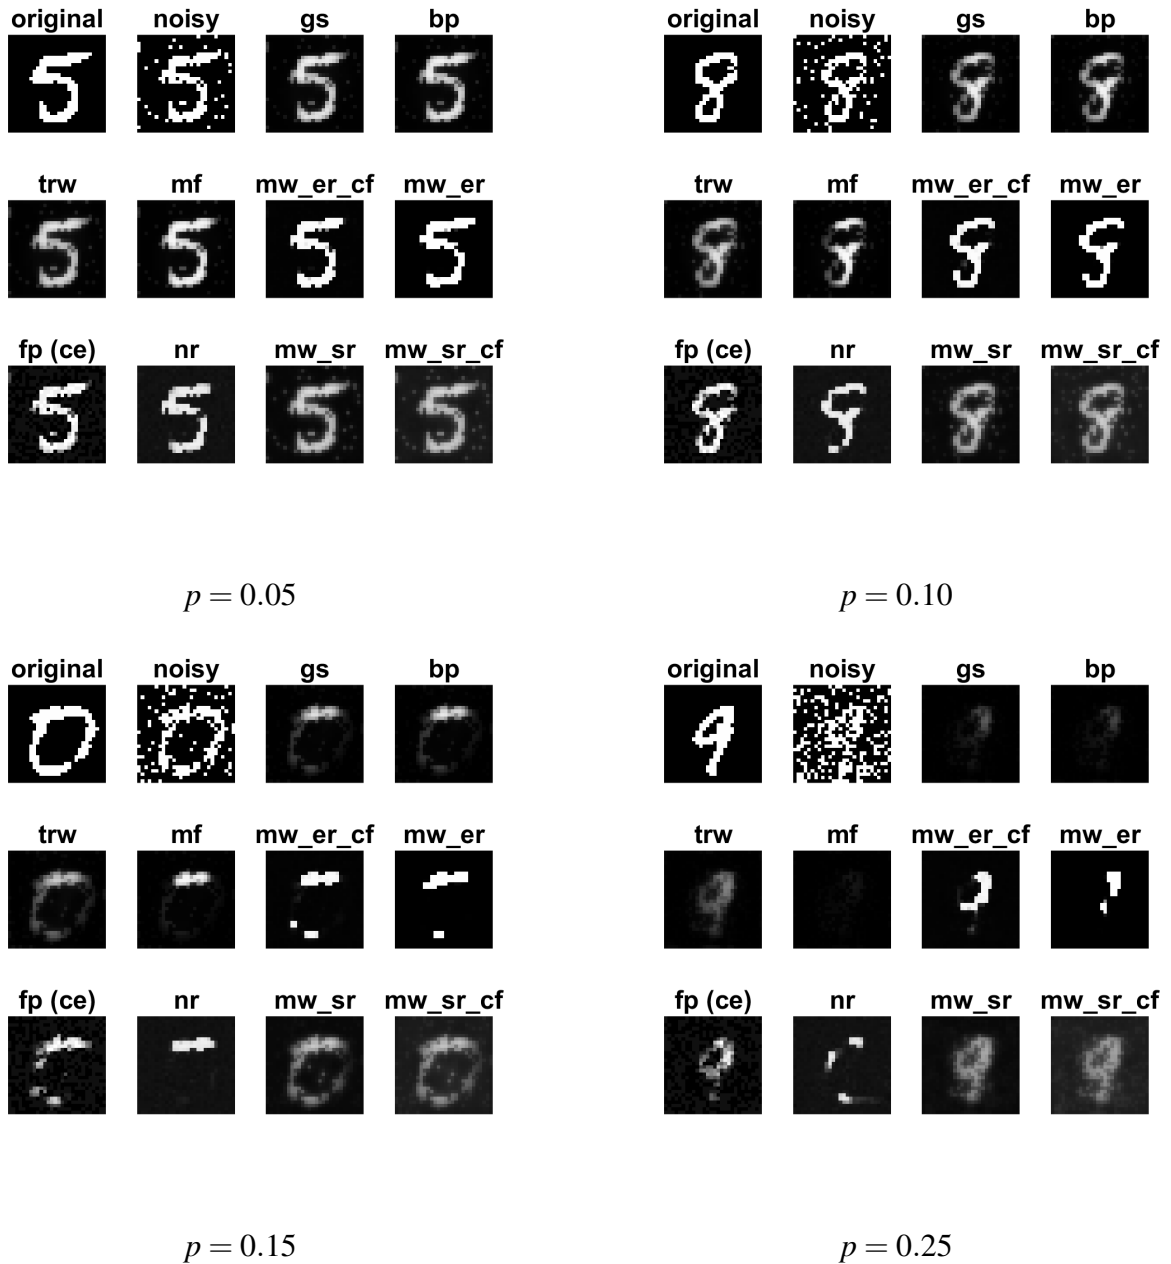 original noisy gs bp
trw mf mw_er_cf mw_er
fp (ce) nr mw_sr mw_sr_cf
p = 0.05
original noisy gs bp
trw mf mw_er_cf mw_er
fp (ce) nr mw_sr mw_sr_cf
p = 0.10
original noisy gs bp
trw mf mw_er_cf mw_er
fp (ce) nr mw_sr mw_sr_cf
p = 0.15
original noisy gs bp
trw mf mw_er_cf mw_er
fp (ce) nr mw_sr mw_sr_cf
p = 0.25